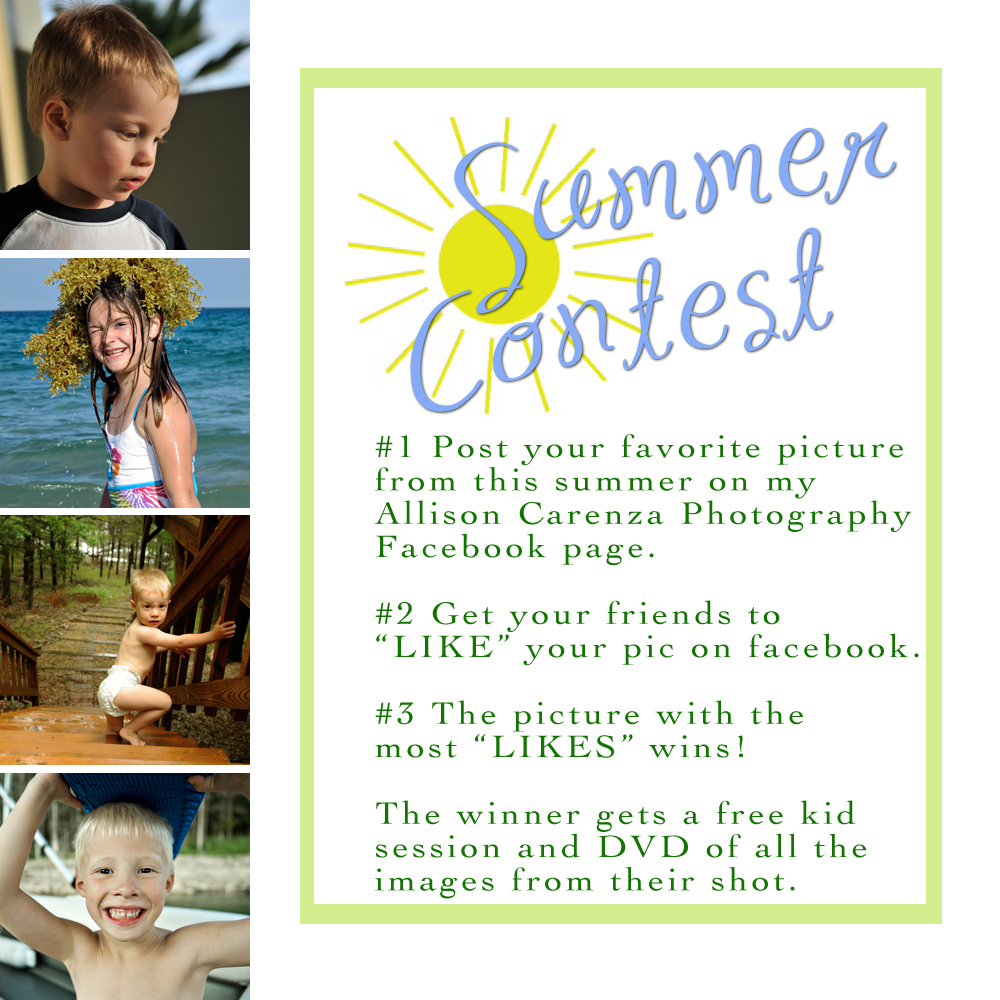 Summer
Contest
#1 Post your favorite picture
from this summer on my
Allison Carenza Photography
Facebook page.
#2 Get your friends to
“LIKE” your pic on facebook.
#3 The picture with the
most “LIKES” wins!
The winner gets a free kid
session and DVD of all the
images from their shot.